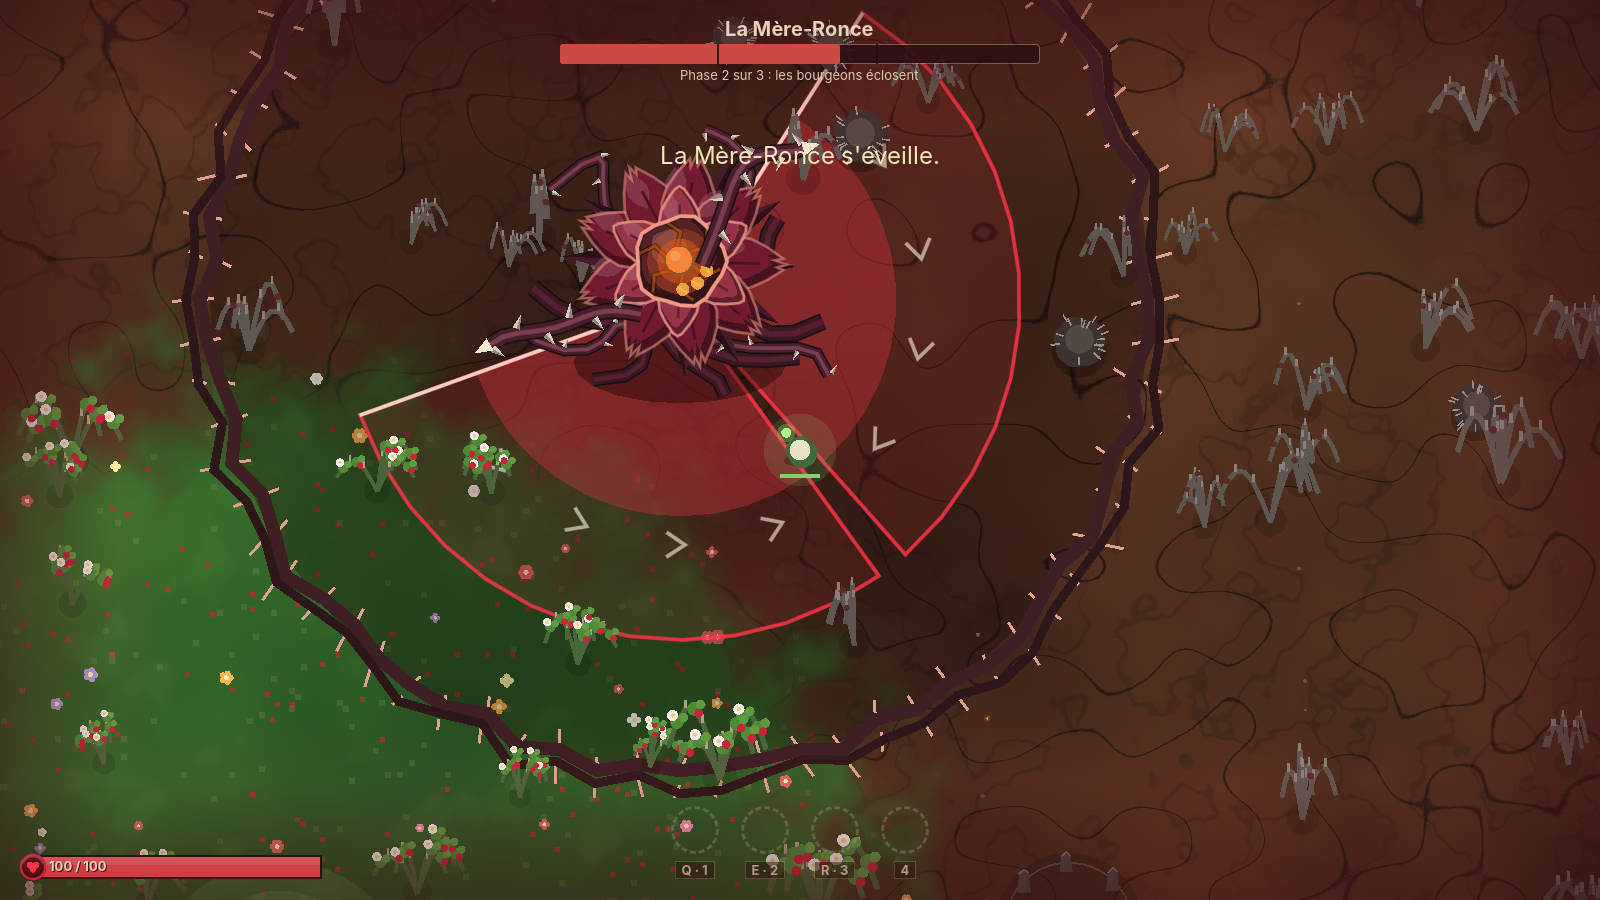 La Mère-Ronce
Phase 2 sur 3 : les bourgeons éclosent
La Mère-Ronce s'éveille.
100 / 100
Q · 1
E · 2
R · 3
4